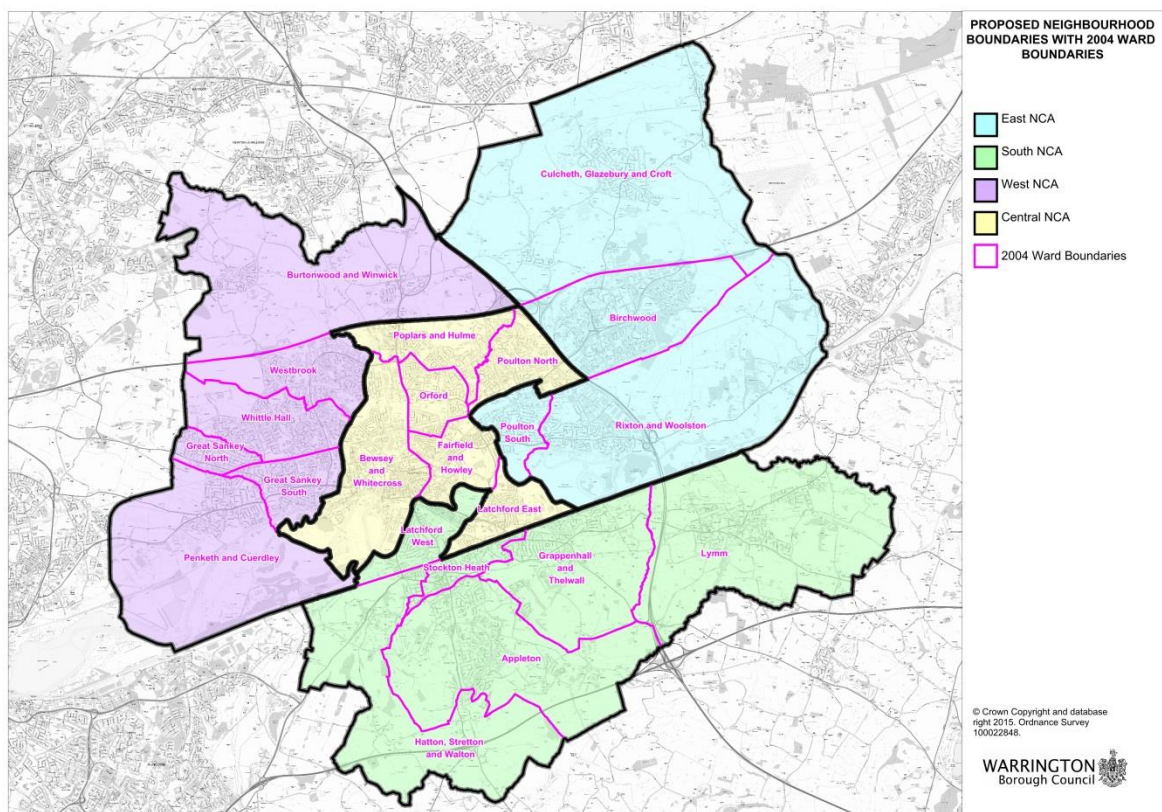 PROPOSED NEIGHBOURHOOD
BOUNDARIES WITH 2004 WARD
BOUNDARIES
East NCA
South NCA
West NCA
Central NCA
2004 Ward Boundaries
Culcheth, Glazebury and Croft
Burtonwood and Winwick
Birchwood
Poplars and Hulme
Poulton North
Westbrook
Orford
Whittle Hall
Poulton
South
Rixton and Woolston
Great Sankey
North
Fairfield
and
Howley
Bewsey
and
Whitecross
Great Sankey
South
Latchford East
Latchford
West
Penketh and Cuerdley
Stockton Heath
Grappenhall
and
Thelwall
Lymm
Appleton
Hatton, Stretton
and Walton
© Crown Copyright and database
right 2015. Ordnance Survey
100022848.
WARRINGTON
Borough Council